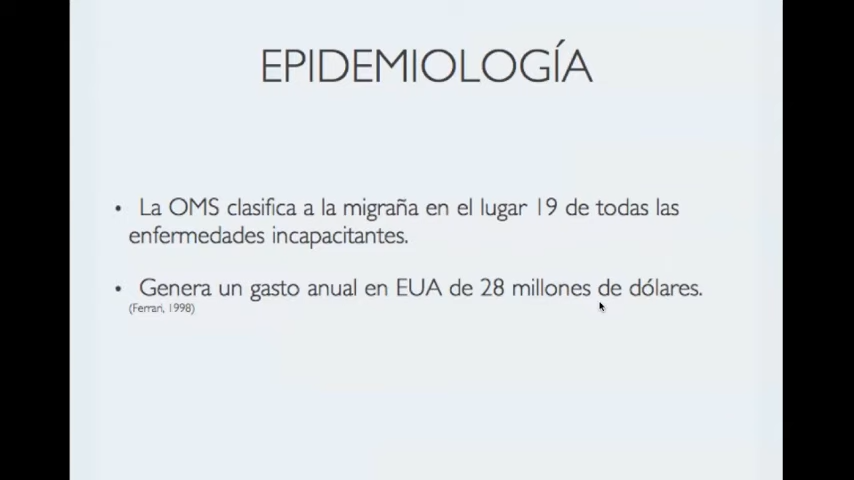 EPIDEMIOLOGÍA
• La OMS clasifica a la migraña en el lugar 19 de todas las
enfermedades incapacitantes.
• Genera un gasto anual en EUA de 28 millones de dólares.
(Ferrari, 1998)